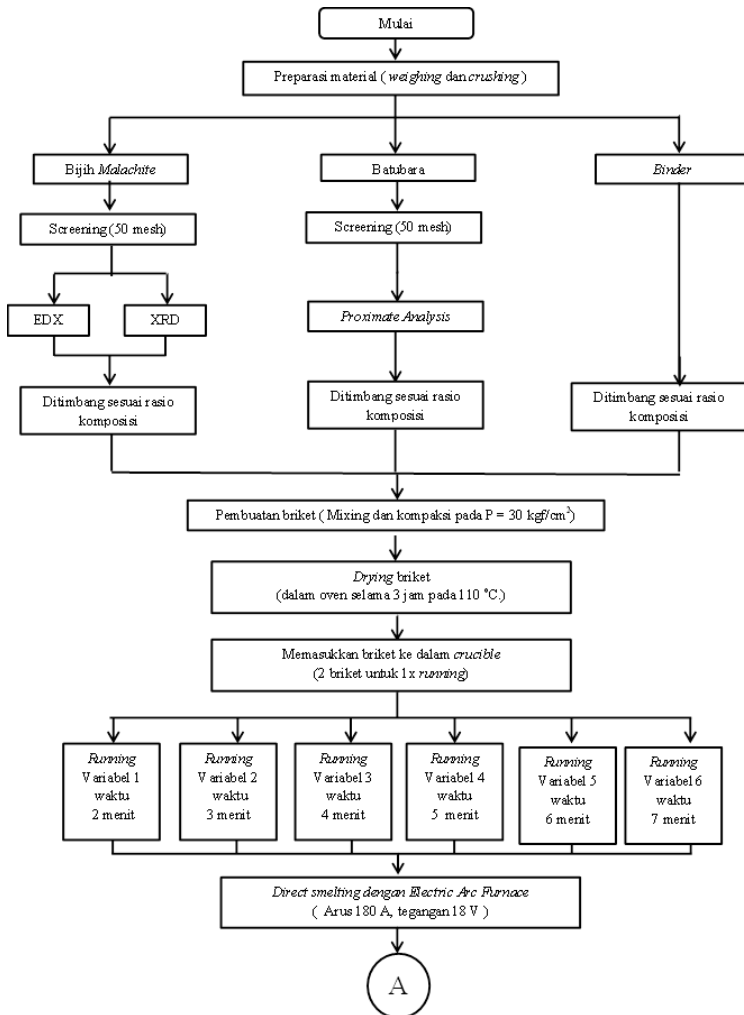 Mulai
Preparasi material ( weighing dan crushing )
Bijih Malachite
Batubara
Binder
Screening (50 mesh)
Screening (50 mesh)
EDX
XRD
Proximate Analysis
Ditimbang sesuai rasio
komposisi
Ditimbang sesuai rasio
komposisi
Ditimbang sesuai rasio
komposisi
Pembuatan briket ( Mixing dan kompaksi pada P = 30 kgf/cm²)
Drying briket
(dalam oven selama 3 jam pada 110 °C.)
Memasukkan briket ke dalam crucible
(2 briket untuk 1x running)
Running
Variabel 1
waktu
2 menit
Running
Variabel 2
waktu
3 menit
Running
Variabel 3
waktu
4 menit
Running
Variabel 4
waktu
5 menit
Running
Variabel 5
waktu
6 menit
Running
Variabel 6
waktu
7 menit
Direct smelting dengan Electric Arc Furnace
( Arus 180 A, tegangan 18 V )
A